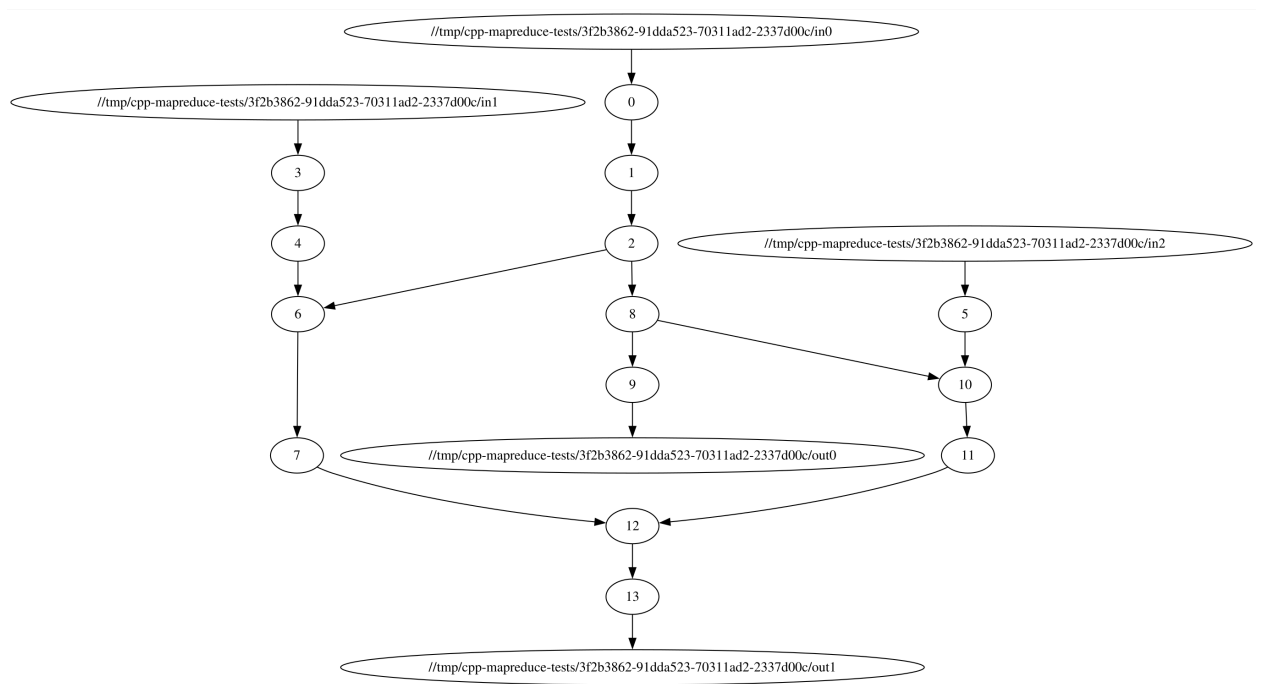 //tmp/cpp-mapreduce-tests/3f2b3862-91dda523-70311ad2-2337d00c/in0
//tmp/cpp-mapreduce-tests/3f2b3862-91dda523-70311ad2-2337d00c/in1
0
3
1
4
2
//tmp/cpp-mapreduce-tests/3f2b3862-91dda523-70311ad2-2337d00c/in2
6
8
5
9
10
7
//tmp/cpp-mapreduce-tests/3f2b3862-91dda523-70311ad2-2337d00c/out0
11
12
13
//tmp/cpp-mapreduce-tests/3f2b3862-91dda523-70311ad2-2337d00c/out1